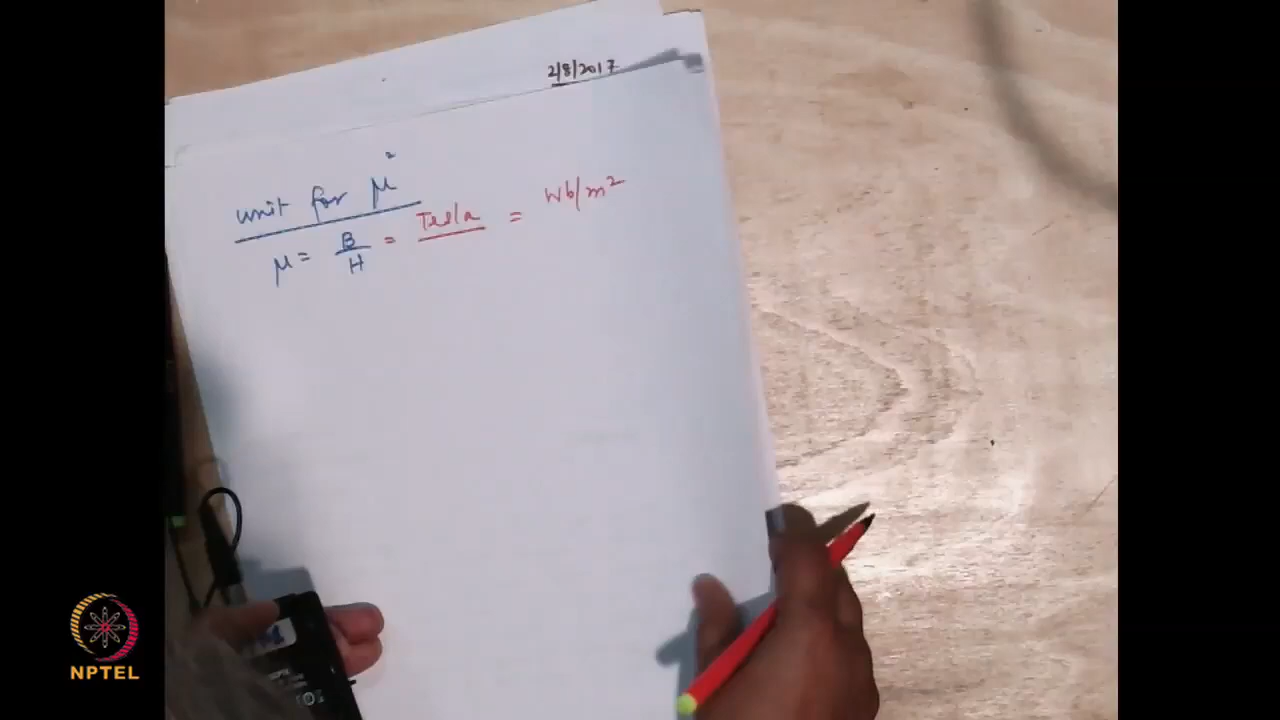 2/8/2017
unit for μ ?
μ = B/H = Tesla = Wb/m²
NPTEL